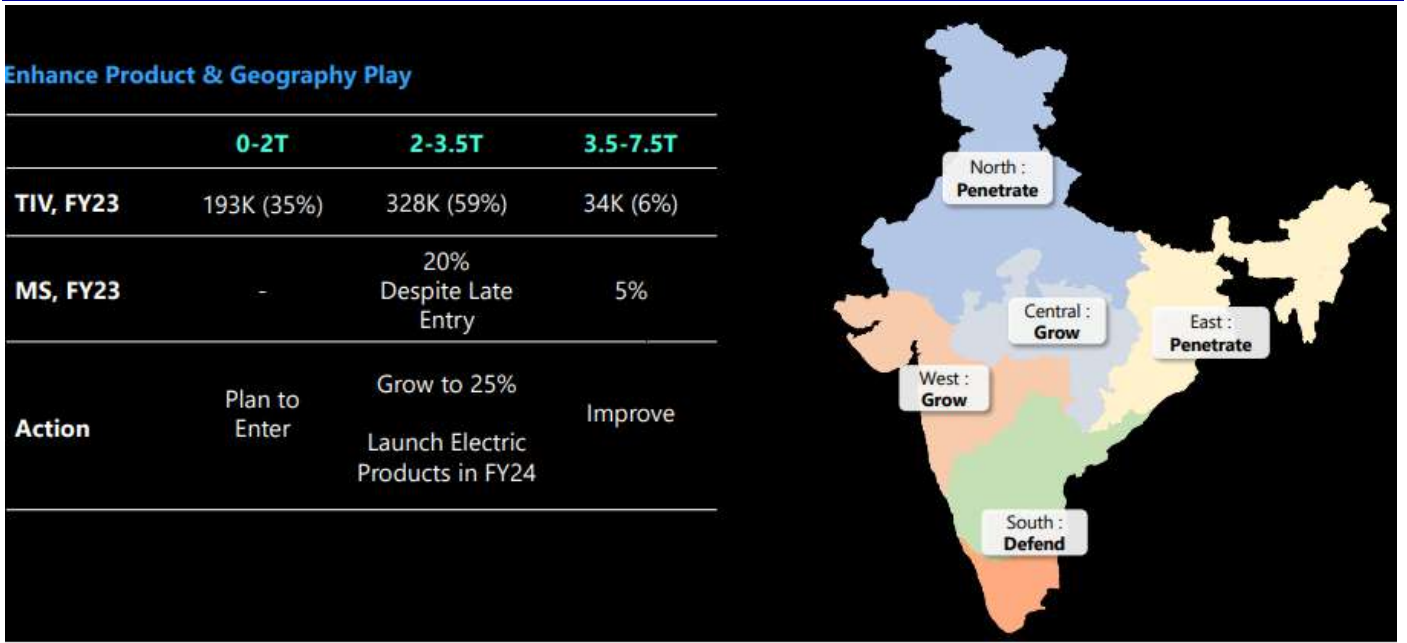 Enhance Product & Geography Play
0-2T 2-3.5T 3.5-7.5T
TIV, FY23 193K (35%) 328K (59%) 34K (6%)
MS, FY23 - 20%
Despite Late
Entry 5%
Action Plan to
Enter Grow to 25%
Launch Electric
Products in FY24 Improve
North :
Penetrate
Central :
Grow
East :
Penetrate
West :
Grow
South :
Defend